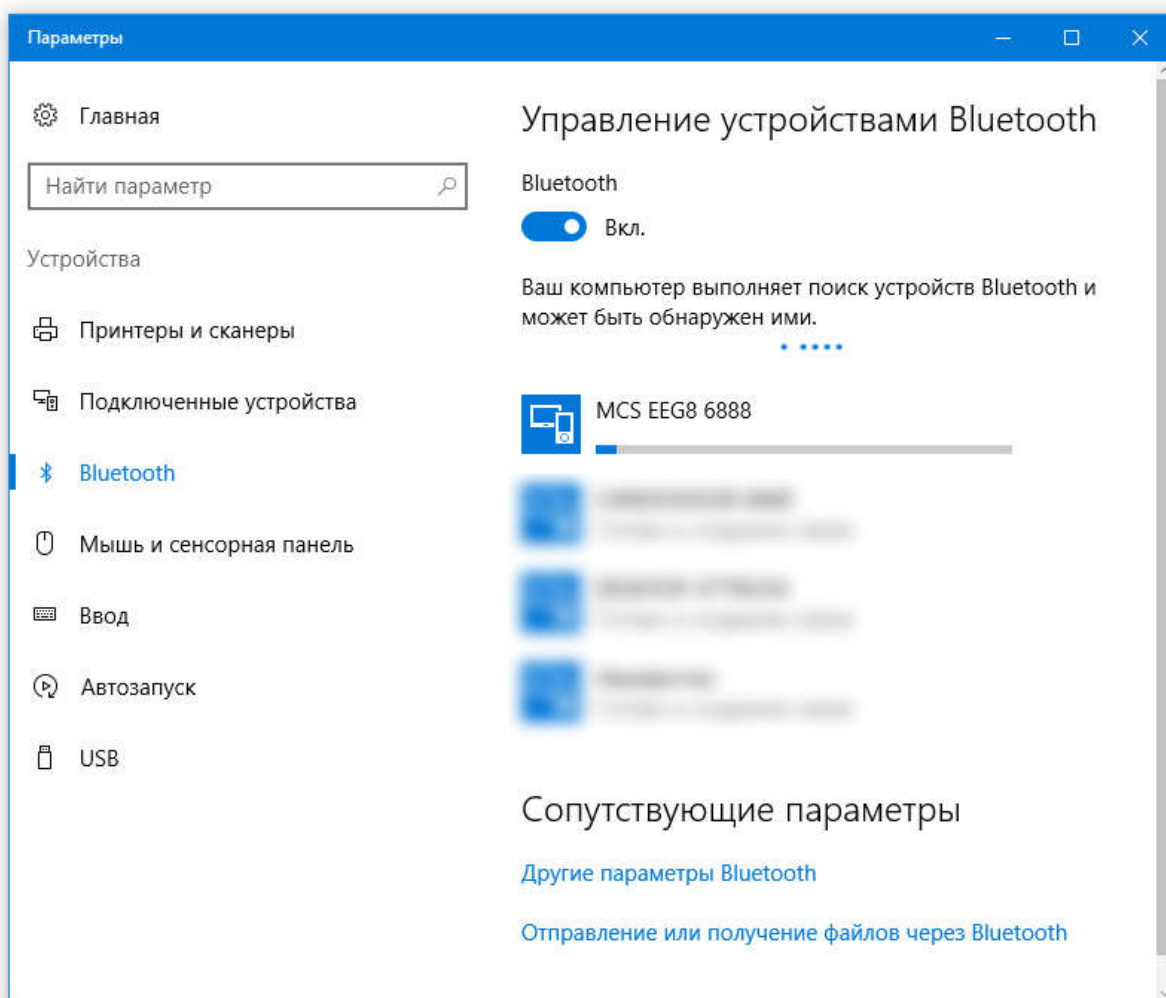 Параметры
Главная
Найти параметр
Устройства
Принтеры и сканеры
Подключенные устройства
Bluetooth
Мышь и сенсорная панель
Ввод
Автозапуск
USB
Управление устройствами Bluetooth
Bluetooth
Вкл.
Ваш компьютер выполняет поиск устройств Bluetooth и
может быть обнаружен ими.
MCS EEG8 6888
Сопутствующие параметры
Другие параметры Bluetooth
Отправление или получение файлов через Bluetooth